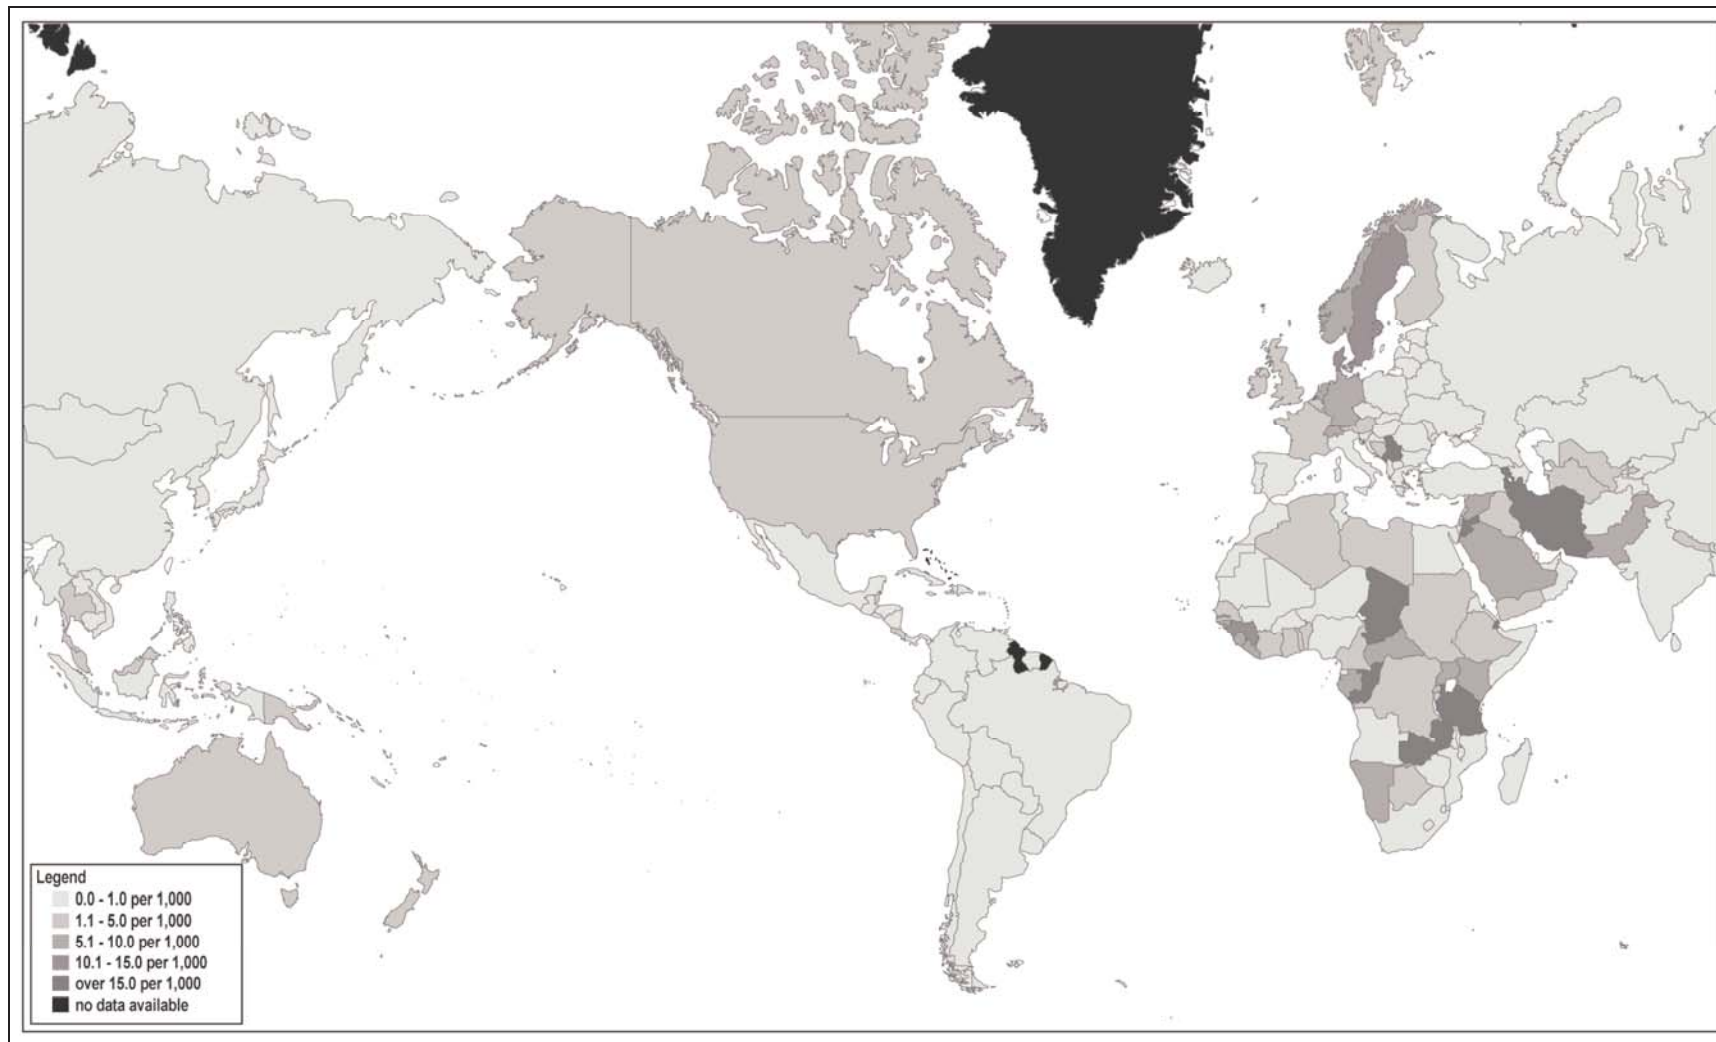 Legend
0.0 - 1.0 per 1,000
1.1 - 5.0 per 1,000
5.1 - 10.0 per 1,000
10.1 - 15.0 per 1,000
over 15.0 per 1,000
no data available